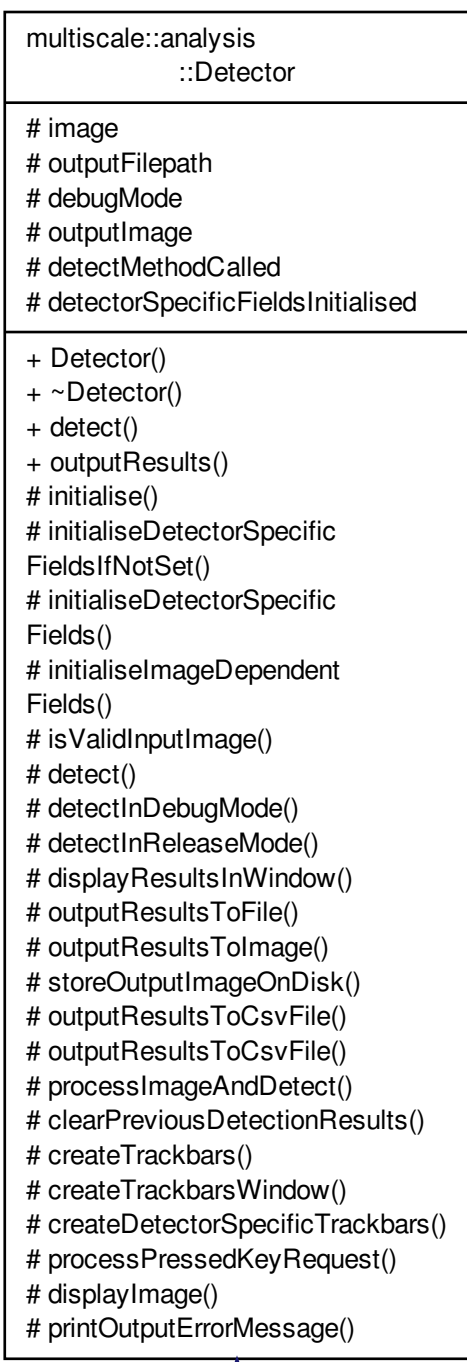 multiscale::analysis
::Detector
# image
# outputFilepath
# debugMode
# outputImage
# detectMethodCalled
# detectorSpecificFieldsInitialised
+ Detector()
+ ~Detector()
+ detect()
+ outputResults()
# initialise()
# initialiseDetectorSpecific
FieldsIfNotSet()
# initialiseDetectorSpecific
Fields()
# initialiseImageDependent
Fields()
# isValidInputImage()
# detect()
# detectInDebugMode()
# detectInReleaseMode()
# displayResultsInWindow()
# outputResultsToFile()
# outputResultsToImage()
# storeOutputImageOnDisk()
# outputResultsToCsvFile()
# outputResultsToCsvFile()
# processImageAndDetect()
# clearPreviousDetectionResults()
# createTrackbars()
# createTrackbarsWindow()
# createDetectorSpecificTrackbars()
# processPressedKeyRequest()
# displayImage()
# printOutputErrorMessage()